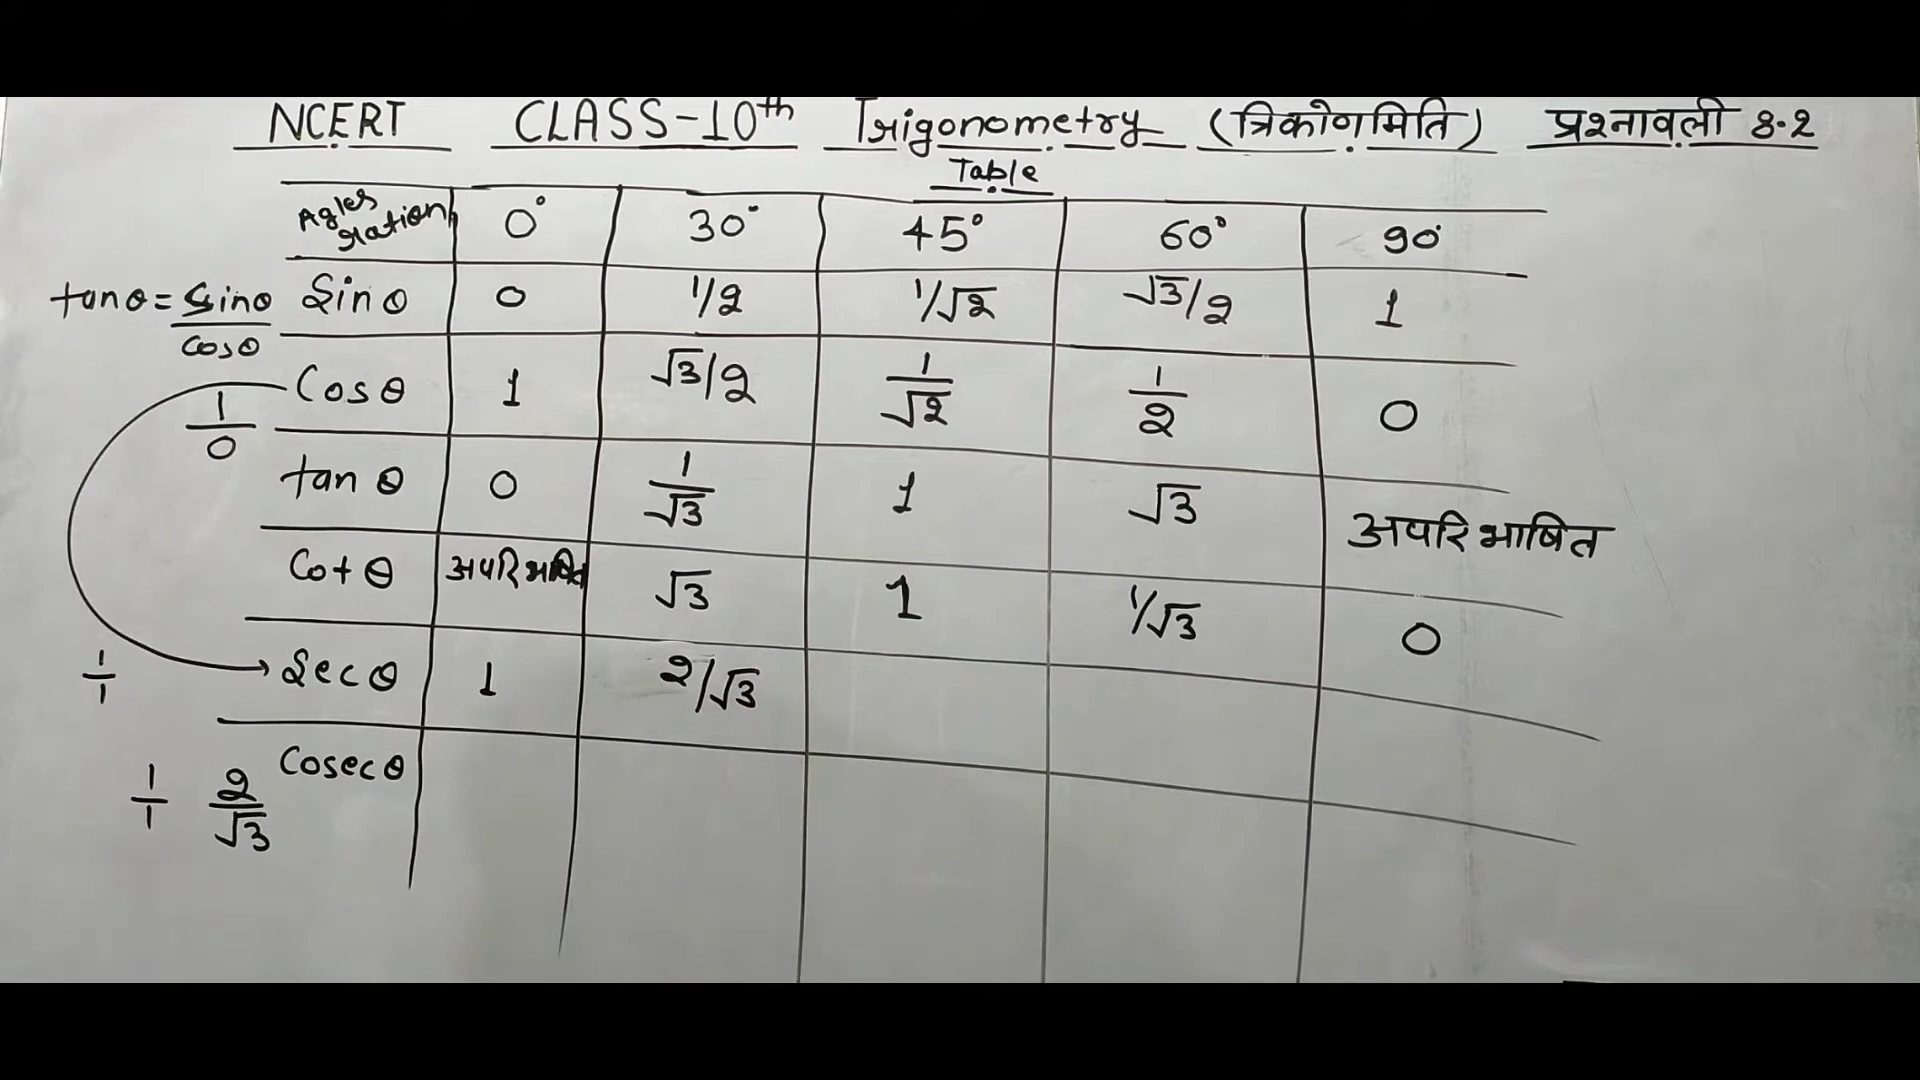 NCERT CLASS-10th Trigonometry (त्रिकोणमिति) प्रश्नावली 8.2
Table
Agles ration 0° 30° 45° 60° 90°
tanθ = Sinθ/Cosθ
Sinθ 0 1/2 1/√2 √3/2 1
Cosθ 1 √3/2 1/√2 1/2 0
1/0
tanθ 0 1/√3 1 √3 अपरिभाषित
Cotθ अपरिभाषित √3 1 1/√3 0
1/1
Secθ 1 2/√3
Cosecθ
1/1 2/√3